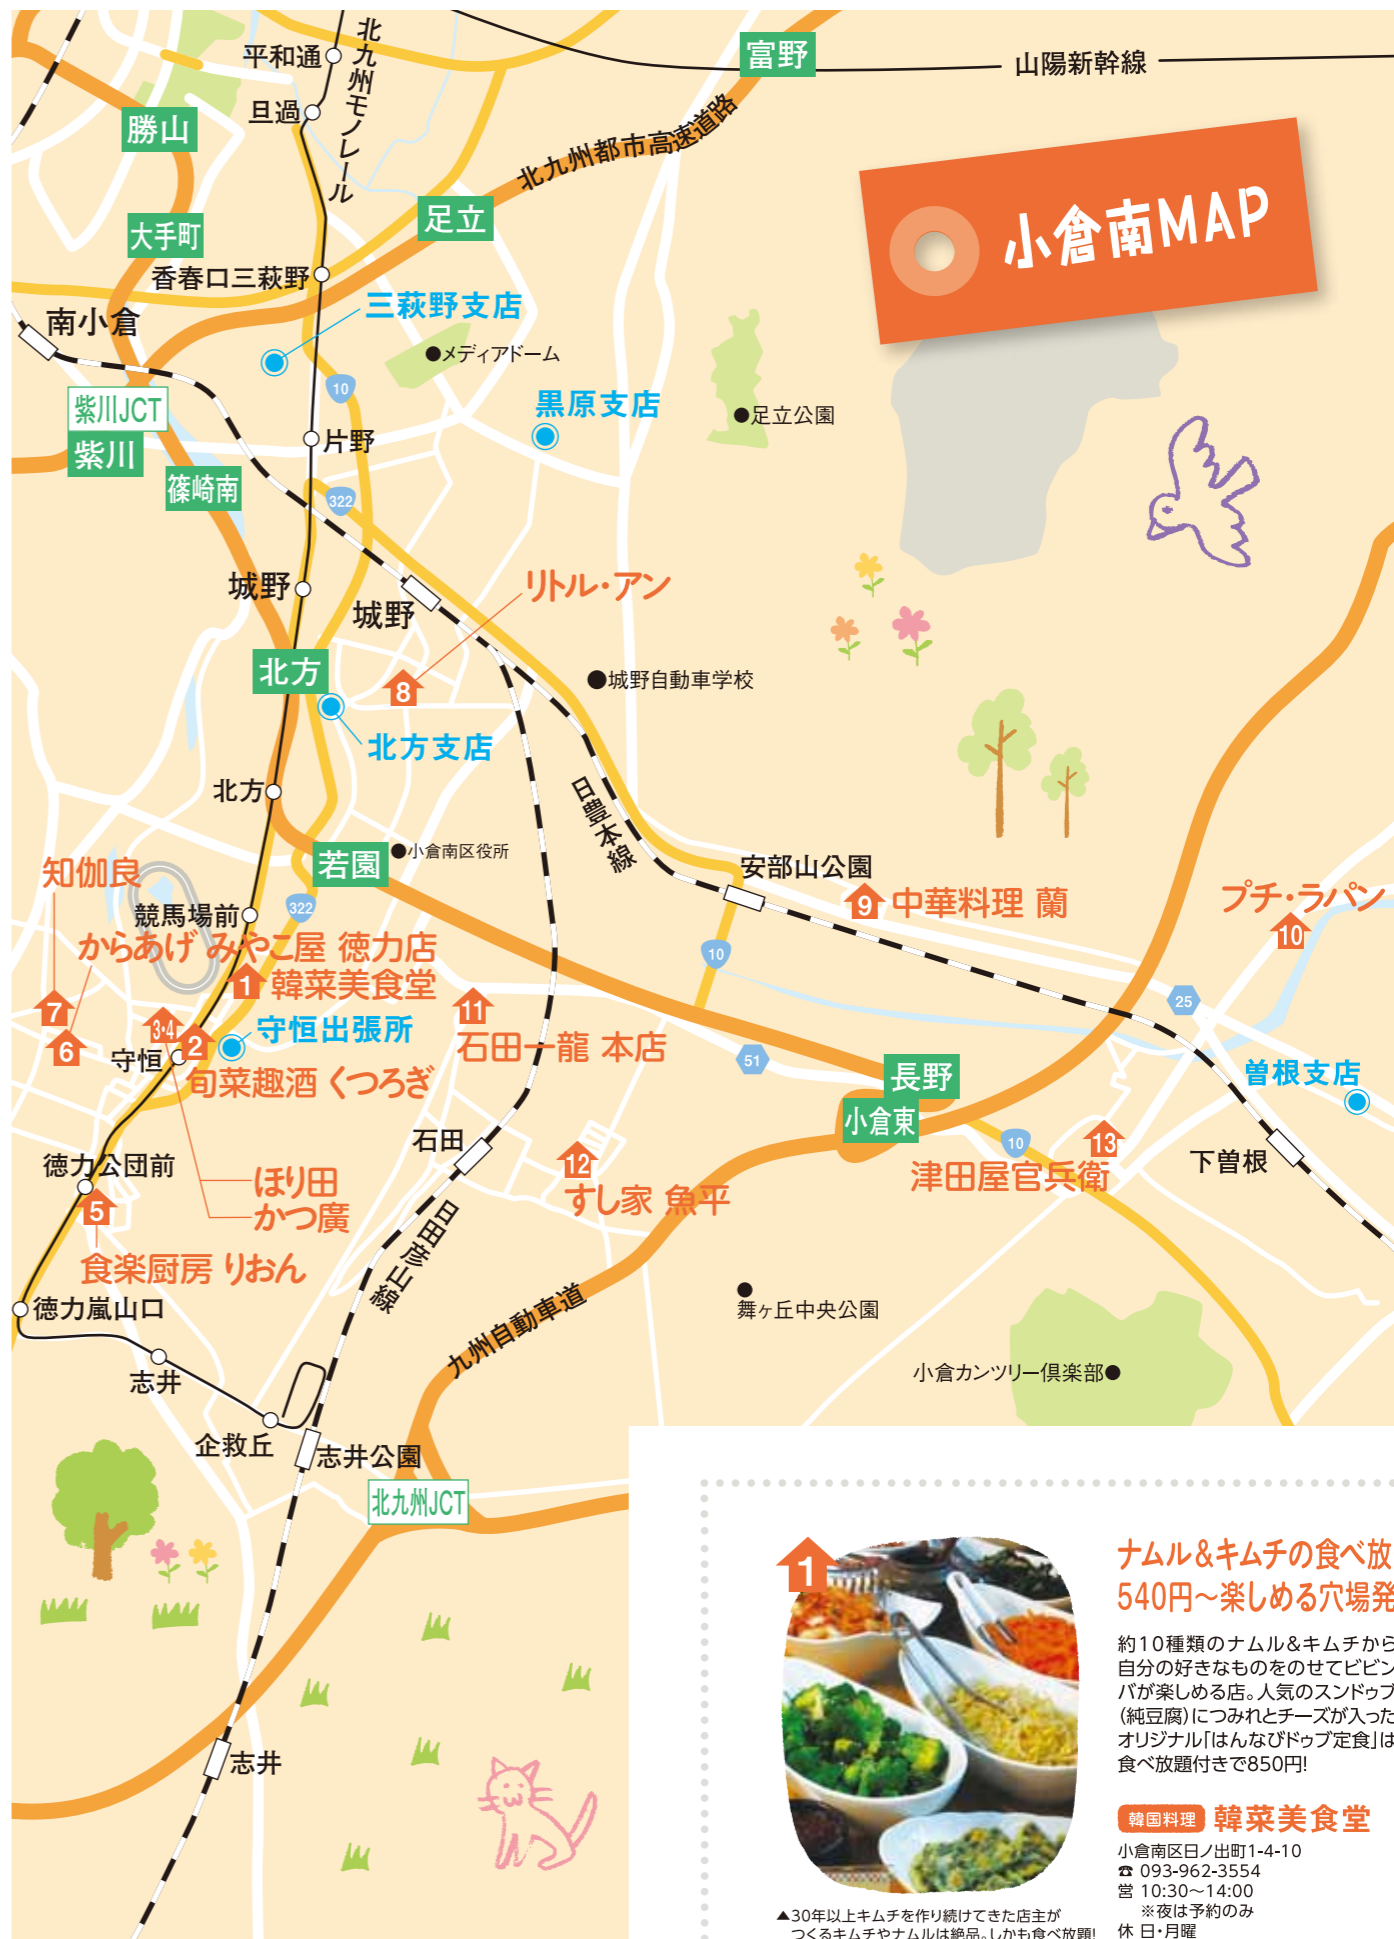 小倉南MAP
平和通
北九州モノレール
旦過
富野
山陽新幹線
勝山
北九州都市高速道路
大手町
足立
香春口三萩野
三萩野支店
南小倉
●メディアドーム
10
紫川JCT
紫川
黒原支店
●足立公園
片野
篠崎南
322
城野
城野
リトル・アン
北方
8
●城野自動車学校
北方支店
北方
日豊本線
若園
●小倉南区役所
安部山公園
9 中華料理 蘭
プチ・ラパン
10
知伽良
競馬場前
322
からあげ みやこ屋 徳力店
1 韓菜美食堂
10
25
7
6
3・4
2
守恒
守恒出張所
旬菜趣酒 くつろぎ
11
石田一龍 本店
51
長野
小倉東
曽根支店
10
13
津田屋官兵衛
下曽根
石田
12
すし家 魚平
徳力公団前
5
ほり田
かつ廣
食楽厨房 りおん
日田彦山線
徳力嵐山口
九州自動車道
●
舞ヶ丘中央公園
小倉カンツリー倶楽部●
志井
企救丘
志井公園
北九州JCT
志井
1
ナムル&キムチの食べ放
540円〜楽しめる穴場発
約10種類のナムル&キムチから
自分の好きなものをのせてビビン
バが楽しめる店。人気のスンドゥブ
(純豆腐)につみれとチーズが入った
オリジナル「はんなびドゥブ定食」は
食べ放題付きで850円!
韓国料理 韓菜美食堂
小倉南区日ノ出町1-4-10
☎ 093-962-3554
営 10:30〜14:00
※夜は予約のみ
休 日・月曜
▲30年以上キムチを作り続けてきた店主が
つくるキムチやナムルは絶品。しかも食べ放題!